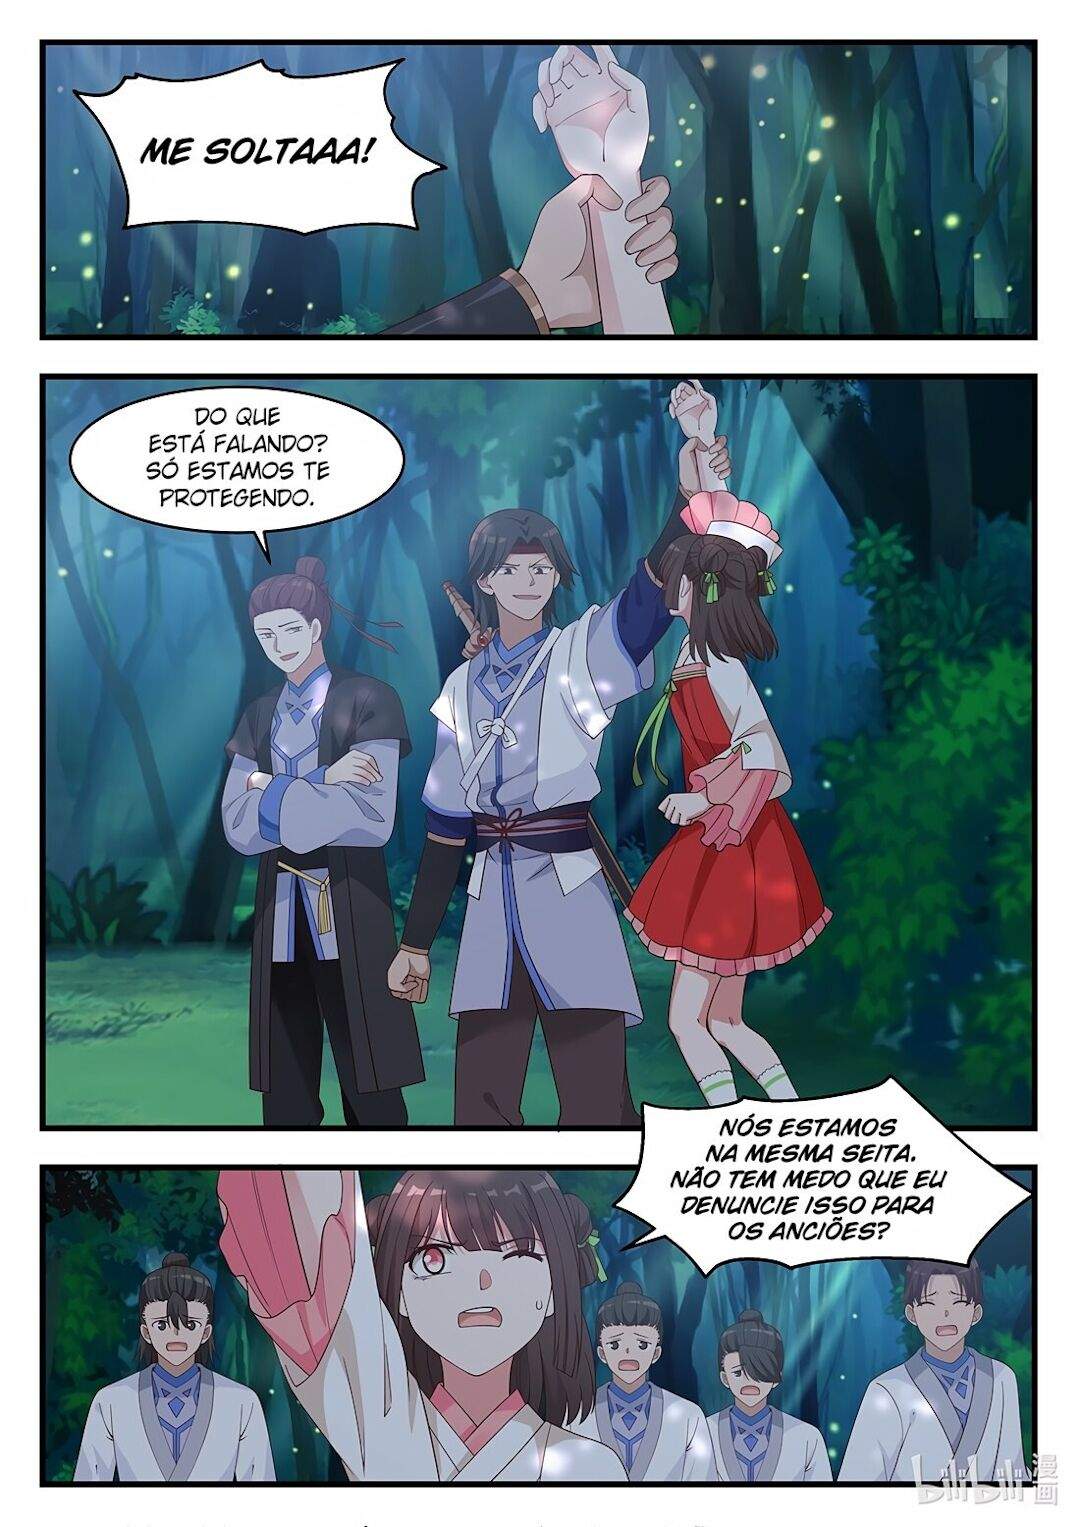 ME SOLTAAA!
DO QUE
ESTÁ FALANDO?
SÓ ESTAMOS TE
PROTEGENDO.
NÓS ESTAMOS
NA MESMA SEITA.
NÃO TEM MEDO QUE EU
DENUNCIE ISSO PARA
OS ANCIÕES?
bilibili 漫画